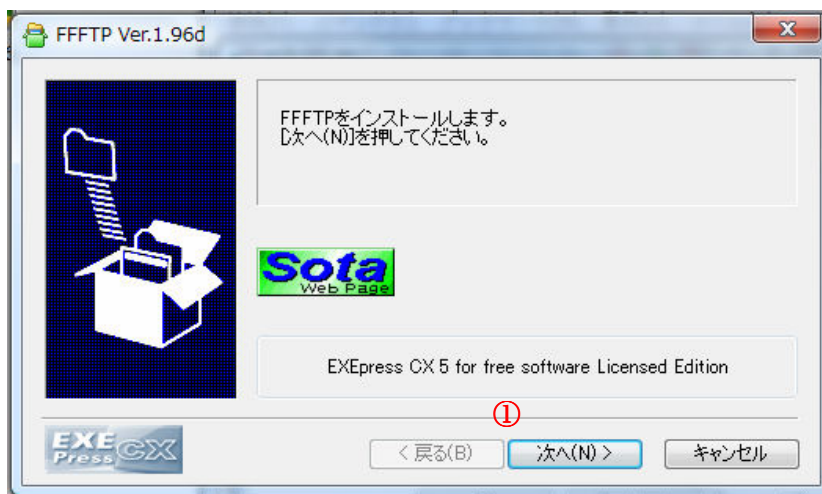 FFFTP Ver.1.96d
FFFTPをインストールします。
[次へ(N)]を押してください。
Sota
Web Page
EXEpress CX 5 for free software Licensed Edition
①
EXE
Press CX
< 戻る(B)
次へ(N) >
キャンセル